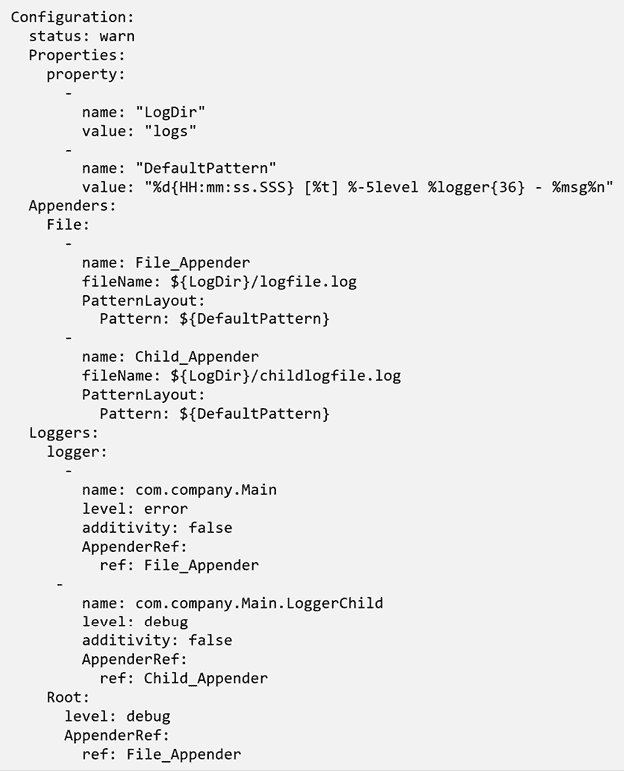 Configuration:
  status: warn
  Properties:
    property:
      -
        name: "LogDir"
        value: "logs"
      -
        name: "DefaultPattern"
        value: "%d{HH:mm:ss.SSS} [%t] %-5level %logger{36} - %msg%n"
  Appenders:
    File:
      -
        name: File_Appender
        fileName: ${LogDir}/logfile.log
        PatternLayout:
          Pattern: ${DefaultPattern}
      -
        name: Child_Appender
        fileName: ${LogDir}/childlogfile.log
        PatternLayout:
          Pattern: ${DefaultPattern}
  Loggers:
    logger:
      -
        name: com.company.Main
        level: error
        additivity: false
        AppenderRef:
          ref: File_Appender
     -
        name: com.company.Main.LoggerChild
        level: debug
        additivity: false
        AppenderRef:
          ref: Child_Appender
    Root:
      level: debug
      AppenderRef:
        ref: File_Appender